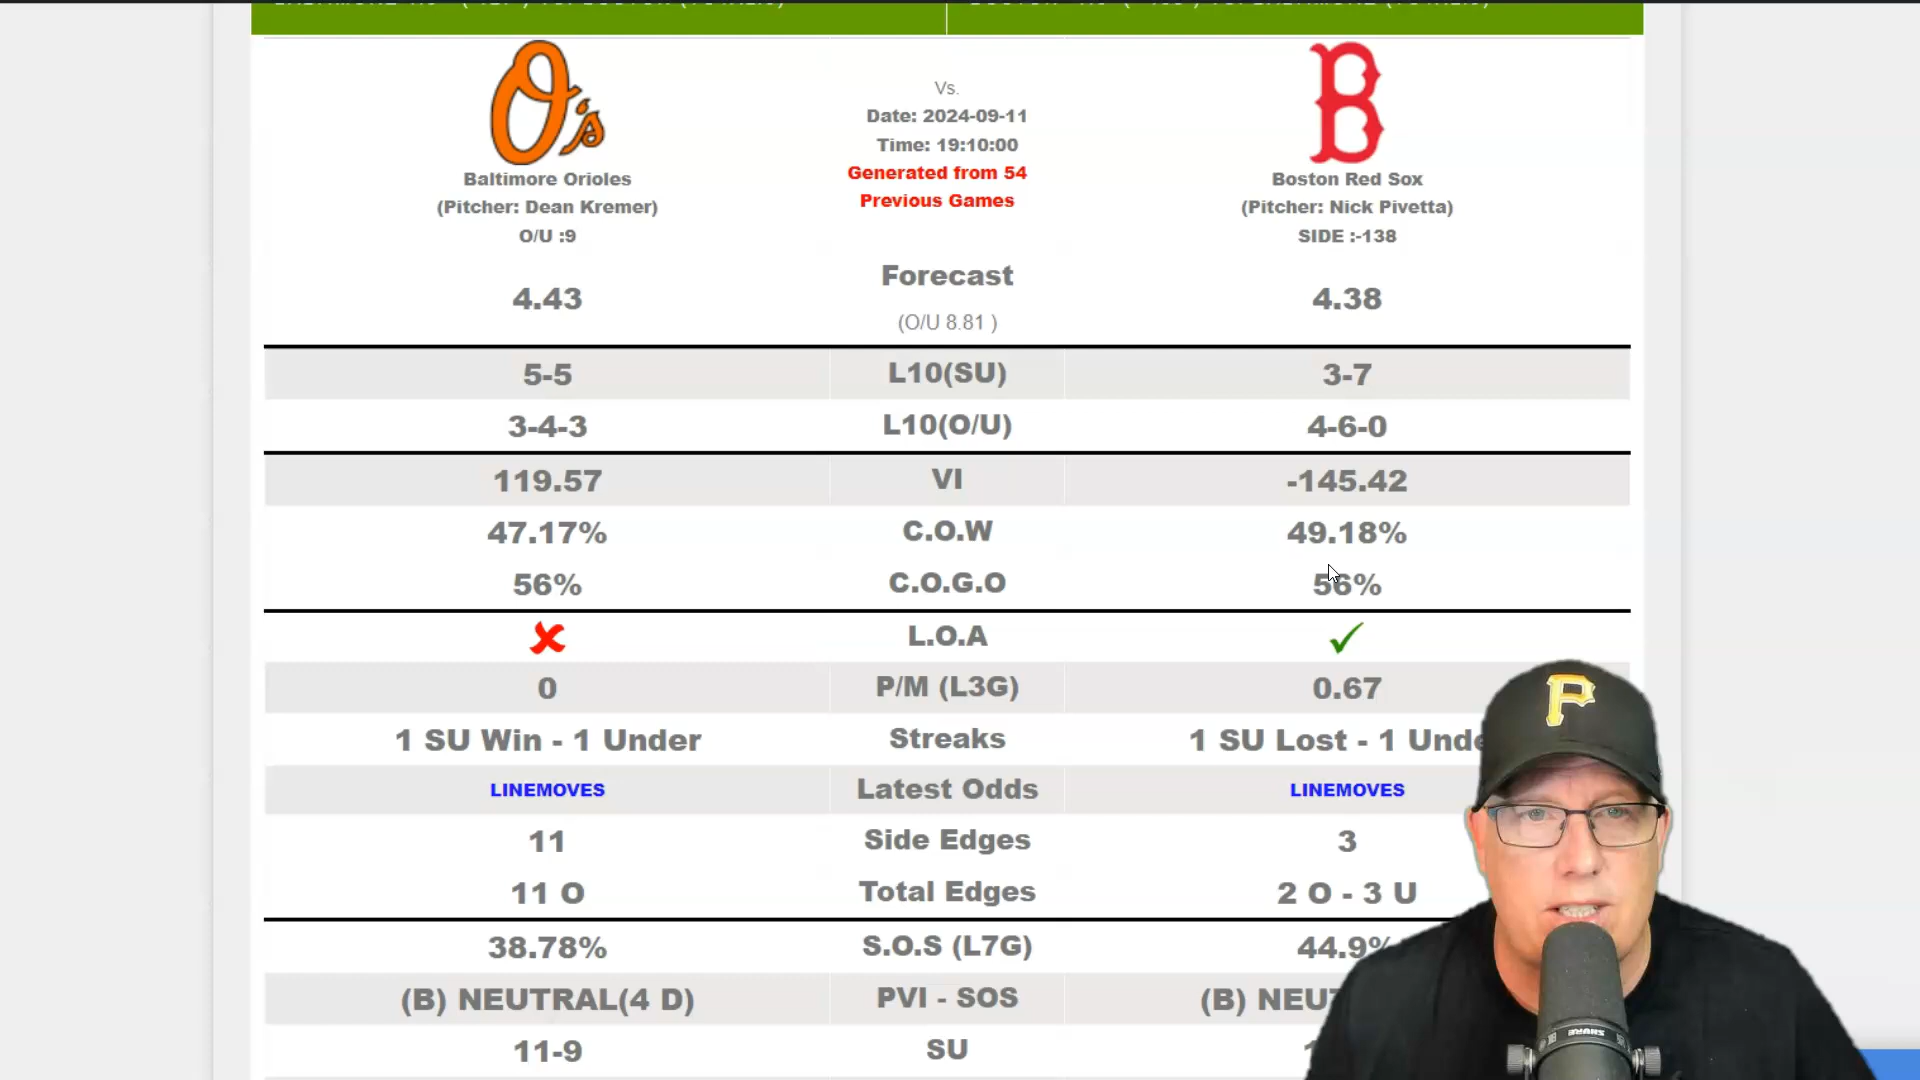 Vs.
Date: 2024-09-11
Time: 19:10:00
Generated from 54
Previous Games
O's
Baltimore Orioles
(Pitcher: Dean Kremer)
O/U :9
B
Boston Red Sox
(Pitcher: Nick Pivetta)
SIDE :-138
4.43 Forecast 4.38
(O/U 8.81 )
5-5 L10(SU) 3-7
3-4-3 L10(O/U) 4-6-0
119.57 VI -145.42
47.17% C.O.W 49.18%
56% C.O.G.O 56%
L.O.A
0 P/M (L3G) 0.67
1 SU Win - 1 Under Streaks 1 SU Lost - 1 Unde
LINEMOVES Latest Odds LINEMOVES
11 Side Edges 3
11 O Total Edges 2 O - 3 U
38.78% S.O.S (L7G) 44.9%
(B) NEUTRAL(4 D) PVI - SOS (B) NEU
11-9 SU
P
SHURE